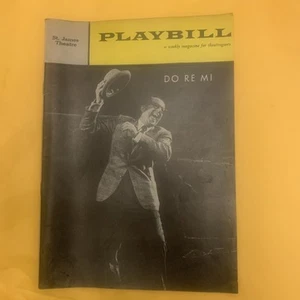 St. James
Theatre
PLAYBILL
a weekly magazine for theatregoers
DO RE MI